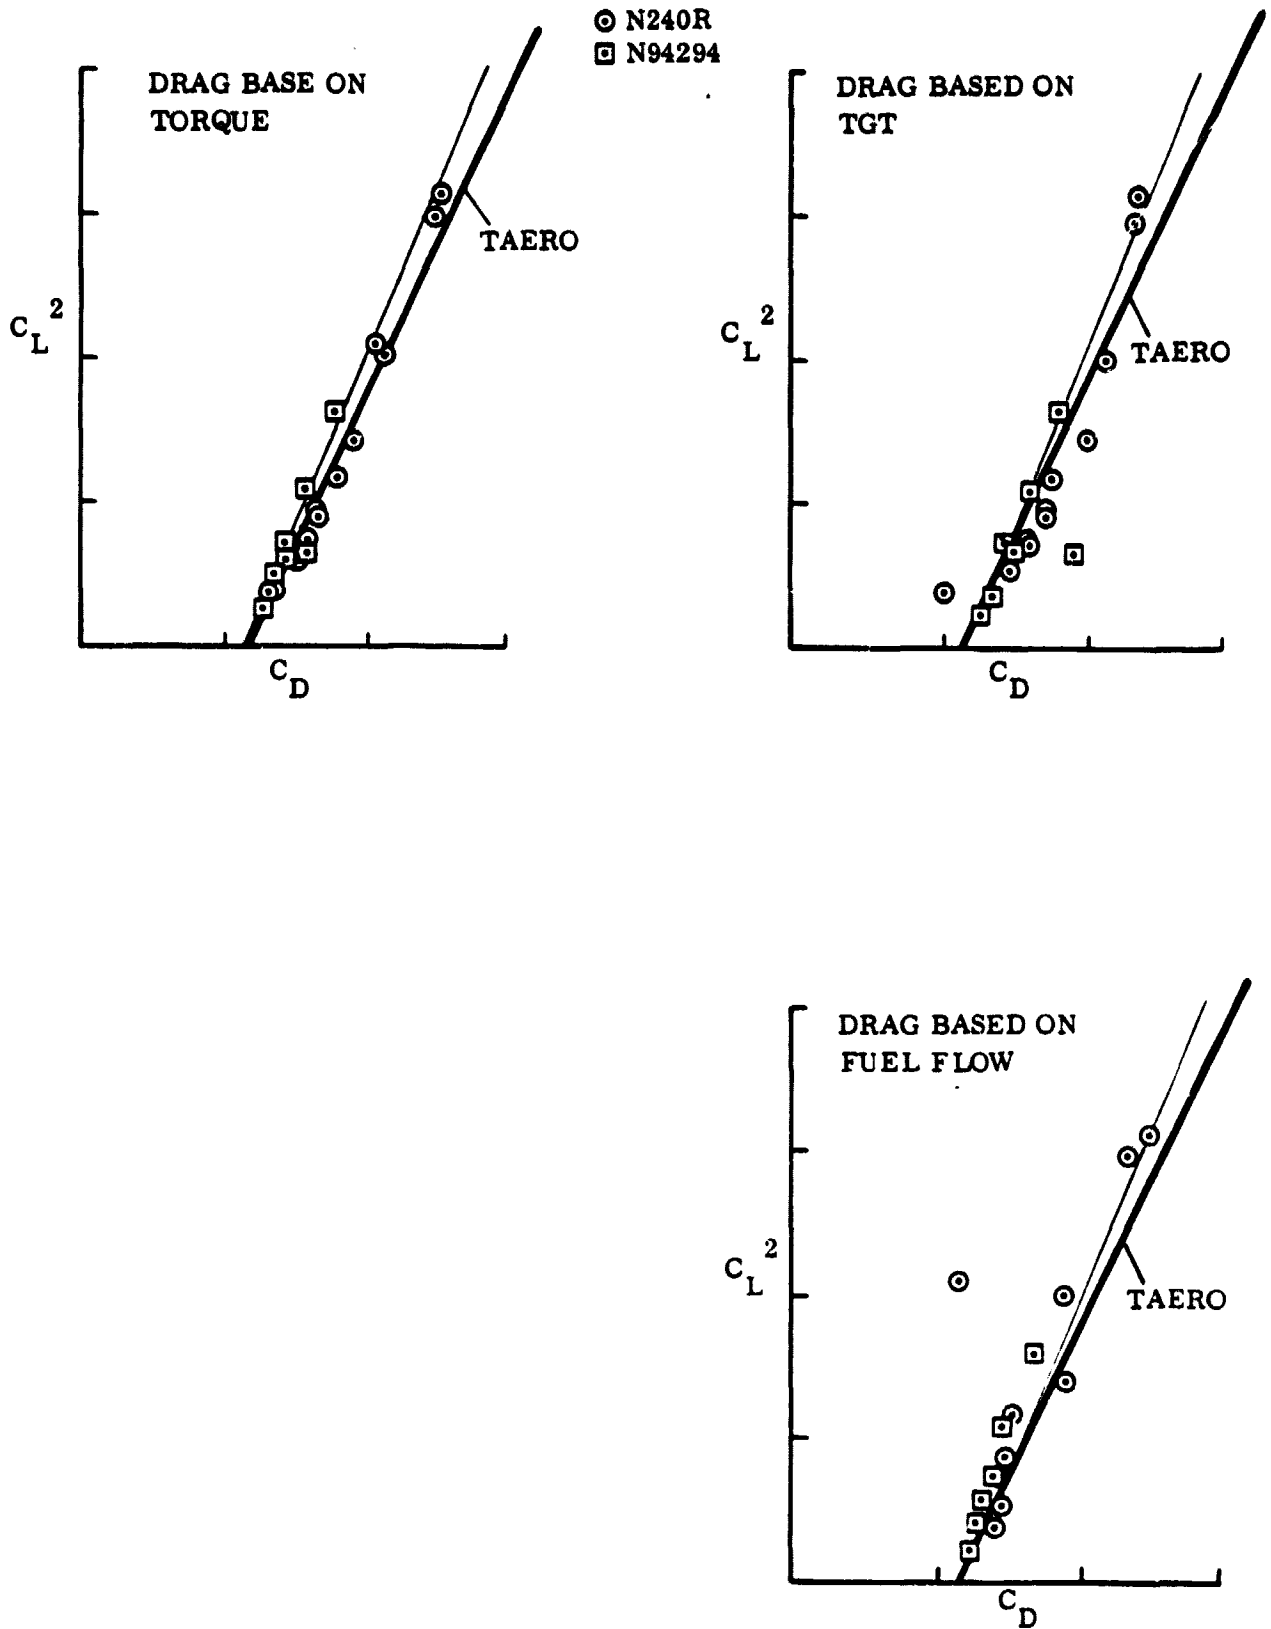 N240R
N94294
DRAG BASE ON
TORQUE
TAERO
C_L^2
C_D
DRAG BASED ON
TGT
TAERO
C_L^2
C_D
DRAG BASED ON
FUEL FLOW
TAERO
C_L^2
C_D